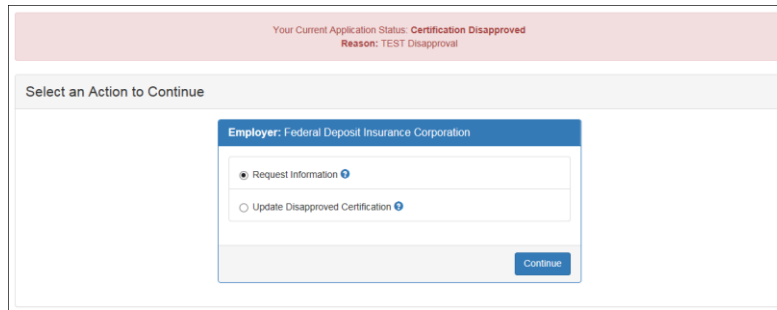 Your Current Application Status: Certification Disapproved
Reason: TEST Disapproval
Select an Action to Continue
Employer: Federal Deposit Insurance Corporation
Request Information ?
Update Disapproved Certification ?
Continue